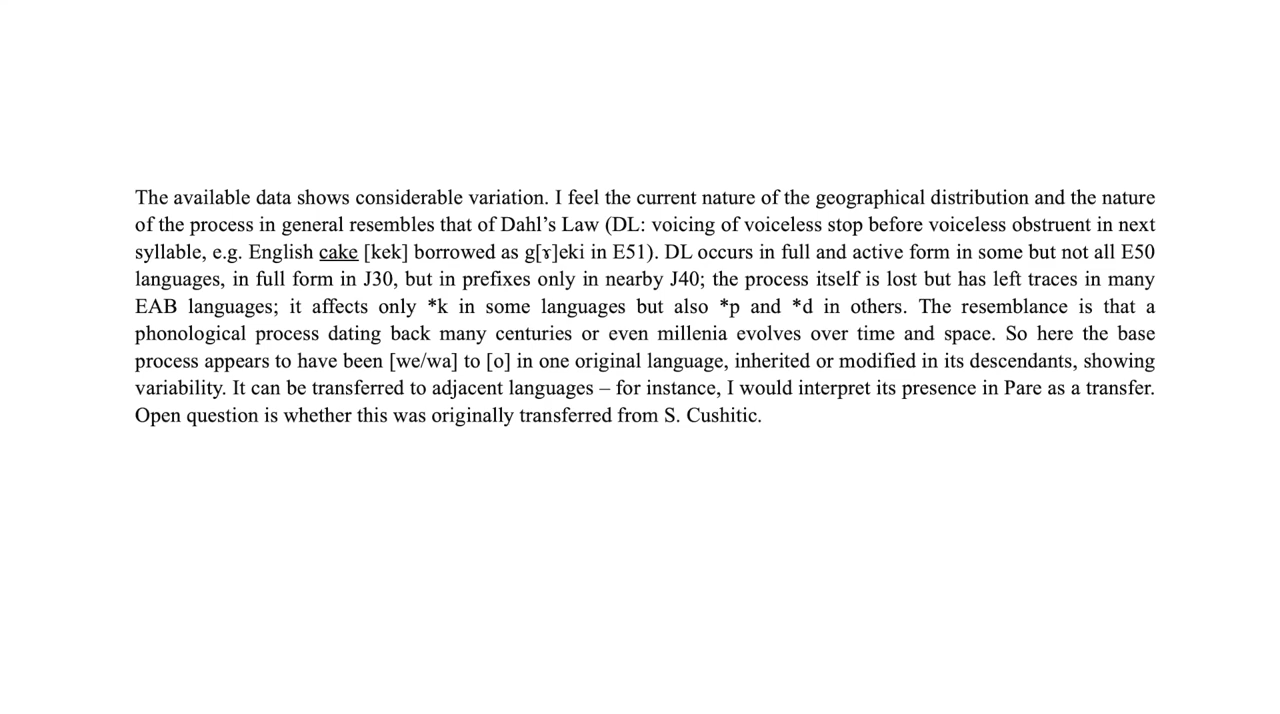 The available data shows considerable variation. I feel the current nature of the geographical distribution and the nature
of the process in general resembles that of Dahl’s Law (DL: voicing of voiceless stop before voiceless obstruent in next
syllable, e.g. English cake [kek] borrowed as g[ɤ]eki in E51). DL occurs in full and active form in some but not all E50
languages, in full form in J30, but in prefixes only in nearby J40; the process itself is lost but has left traces in many
EAB languages; it affects only *k in some languages but also *p and *d in others. The resemblance is that a
phonological process dating back many centuries or even millenia evolves over time and space. So here the base
process appears to have been [we/wa] to [o] in one original language, inherited or modified in its descendants, showing
variability. It can be transferred to adjacent languages – for instance, I would interpret its presence in Pare as a transfer.
Open question is whether this was originally transferred from S. Cushitic.